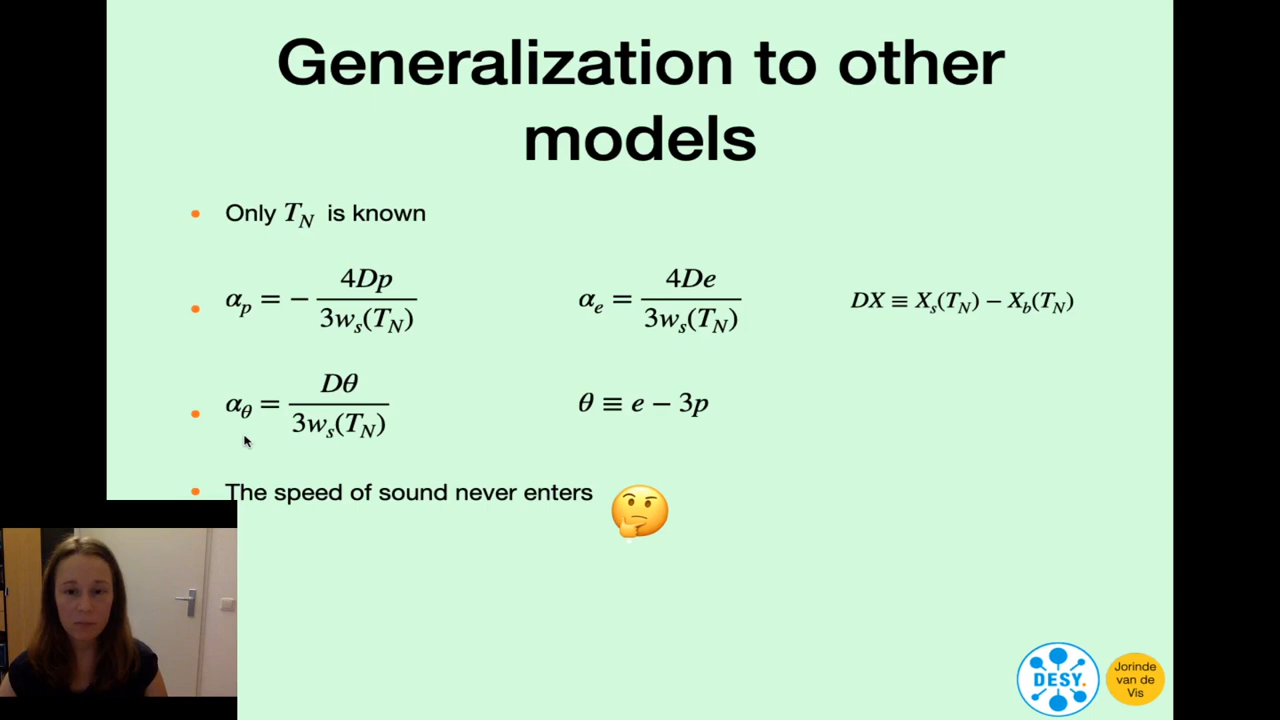 Generalization to other
models
• Only T_N is known
• α_p = − 4Dp / 3w_s(T_N)    α_e = 4De / 3w_s(T_N)    DX ≡ X_s(T_N) − X_b(T_N)
• α_θ = Dθ / 3w_s(T_N)    θ ≡ e − 3p
• The speed of sound never enters 🤔
DESY.
Jorinde
van de
Vis